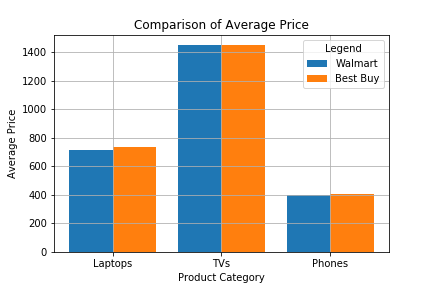 Comparison of Average Price
Legend
Walmart
Best Buy
1400
1200
1000
800
600
400
200
0
Average Price
Laptops TVs Phones
Product Category